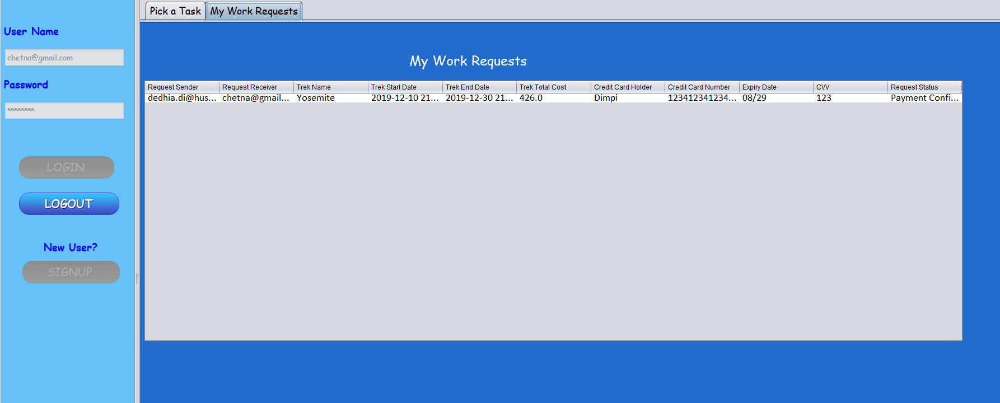 Pick a Task My Work Requests
User Name
chetna@gmail.com
Password
********
LOGIN
LOGOUT
New User?
SIGNUP
My Work Requests
Request Sender Request Receiver Trek Name Trek Start Date Trek End Date Trek Total Cost Credit Card Holder Credit Card Number Expiry Date CVV Request Status
dedhia.di@hus... chetna@gmail... Yosemite 2019-12-10 21... 2019-12-30 21... 426.0 Dimpi 123412341234... 08/29 123 Payment Confi...